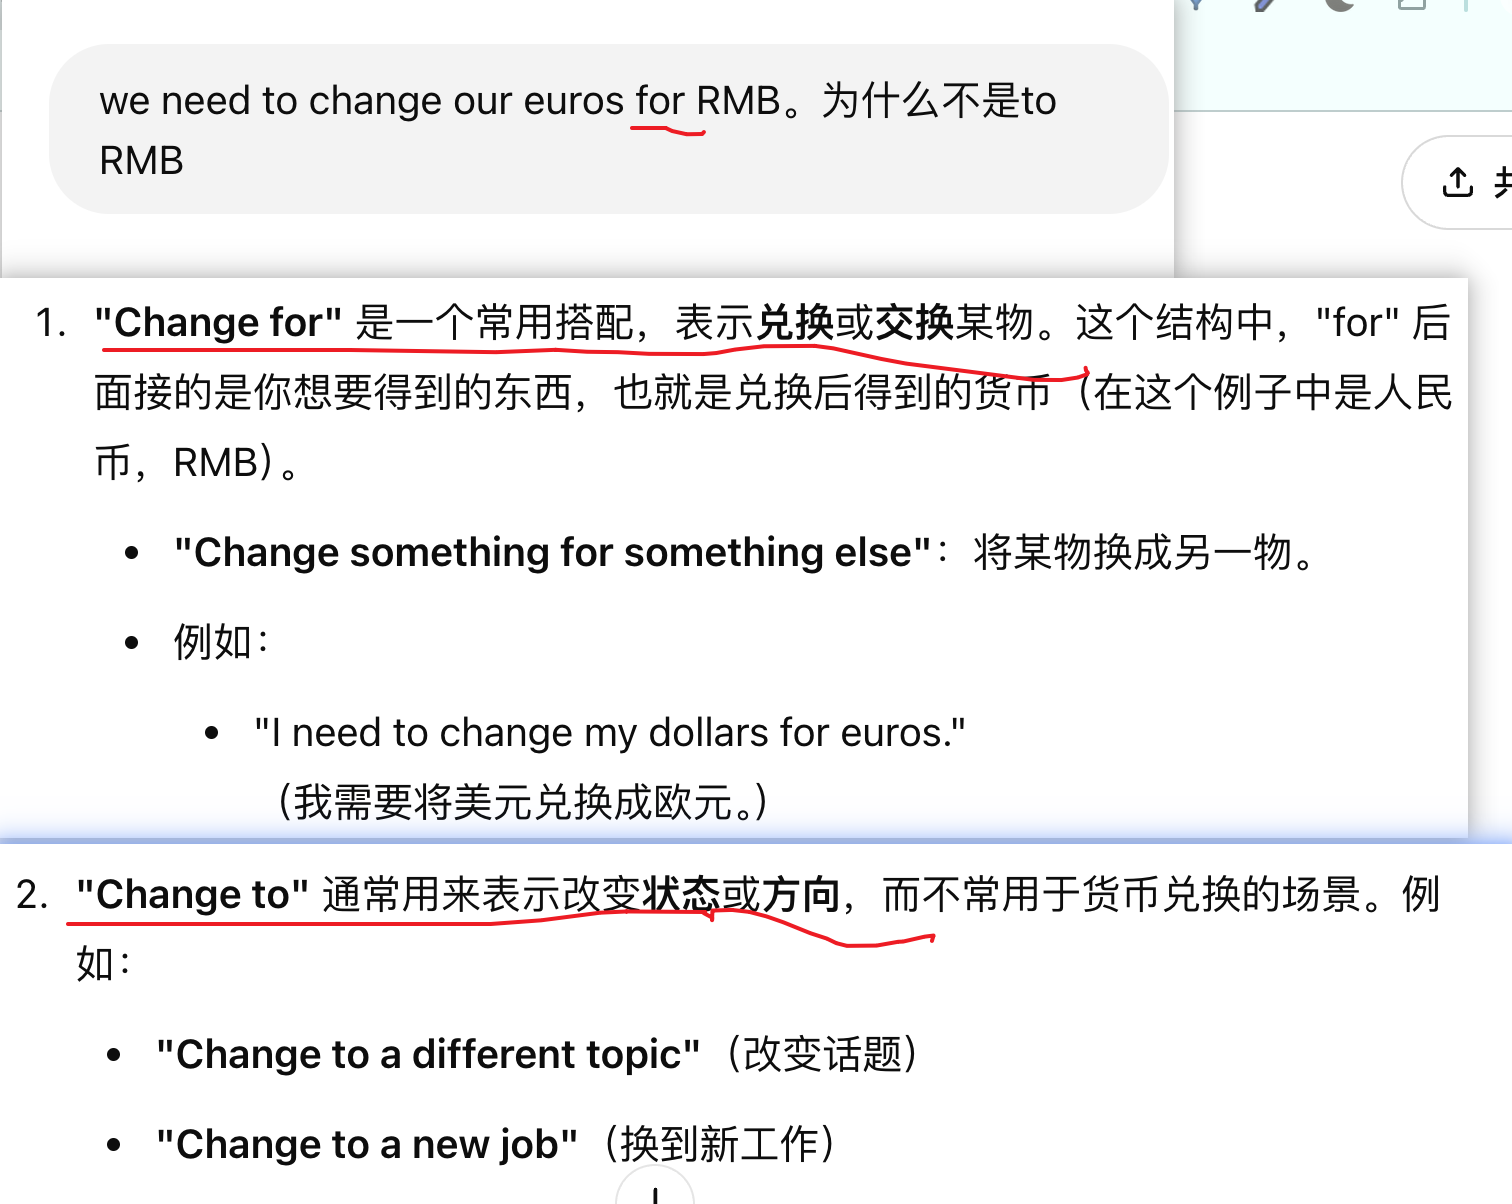 we need to change our euros for RMB。为什么不是to
RMB
1. "Change for" 是一个常用搭配，表示兑换或交换某物。这个结构中，"for" 后
面接的是你想要得到的东西，也就是兑换后得到的货币（在这个例子中是人民
币，RMB）。
• "Change something for something else"：将某物换成另一物。
• 例如：
• "I need to change my dollars for euros."
（我需要将美元兑换成欧元。）
2. "Change to" 通常用来表示改变状态或方向，而不常用于货币兑换的场景。例
如：
• "Change to a different topic"（改变话题）
• "Change to a new job"（换到新工作）